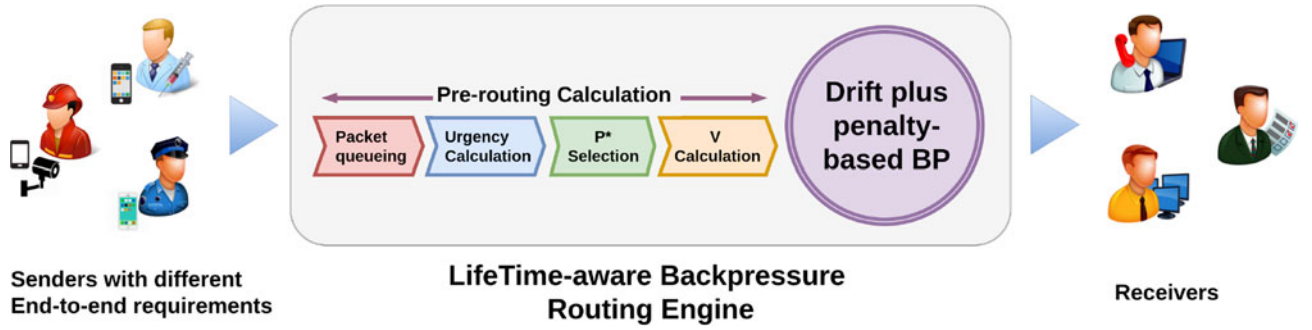 Pre-routing Calculation
Packet
queueing
Urgency
Calculation
P*
Selection
V
Calculation
Drift plus
penalty-
based BP
Senders with different
End-to-end requirements
LifeTime-aware Backpressure
Routing Engine
Receivers